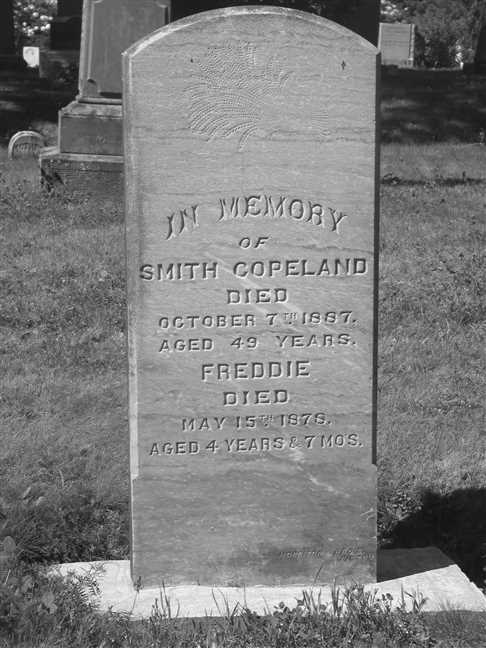 IN MEMORY
OF
SMITH COPELAND
DIED
OCTOBER 7TH 1887.
AGED 49 YEARS.
FREDDIE
DIED
MAY 15TH 1878.
AGED 4 YEARS & 7 MOS.